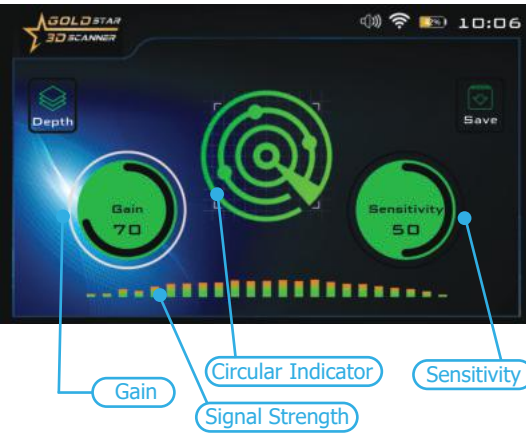 GOLD STAR
3D SCANNER
10:06
Depth
Save
Gain
70
Sensitivity
50
Circular Indicator
Sensitivity
Gain
Signal Strength